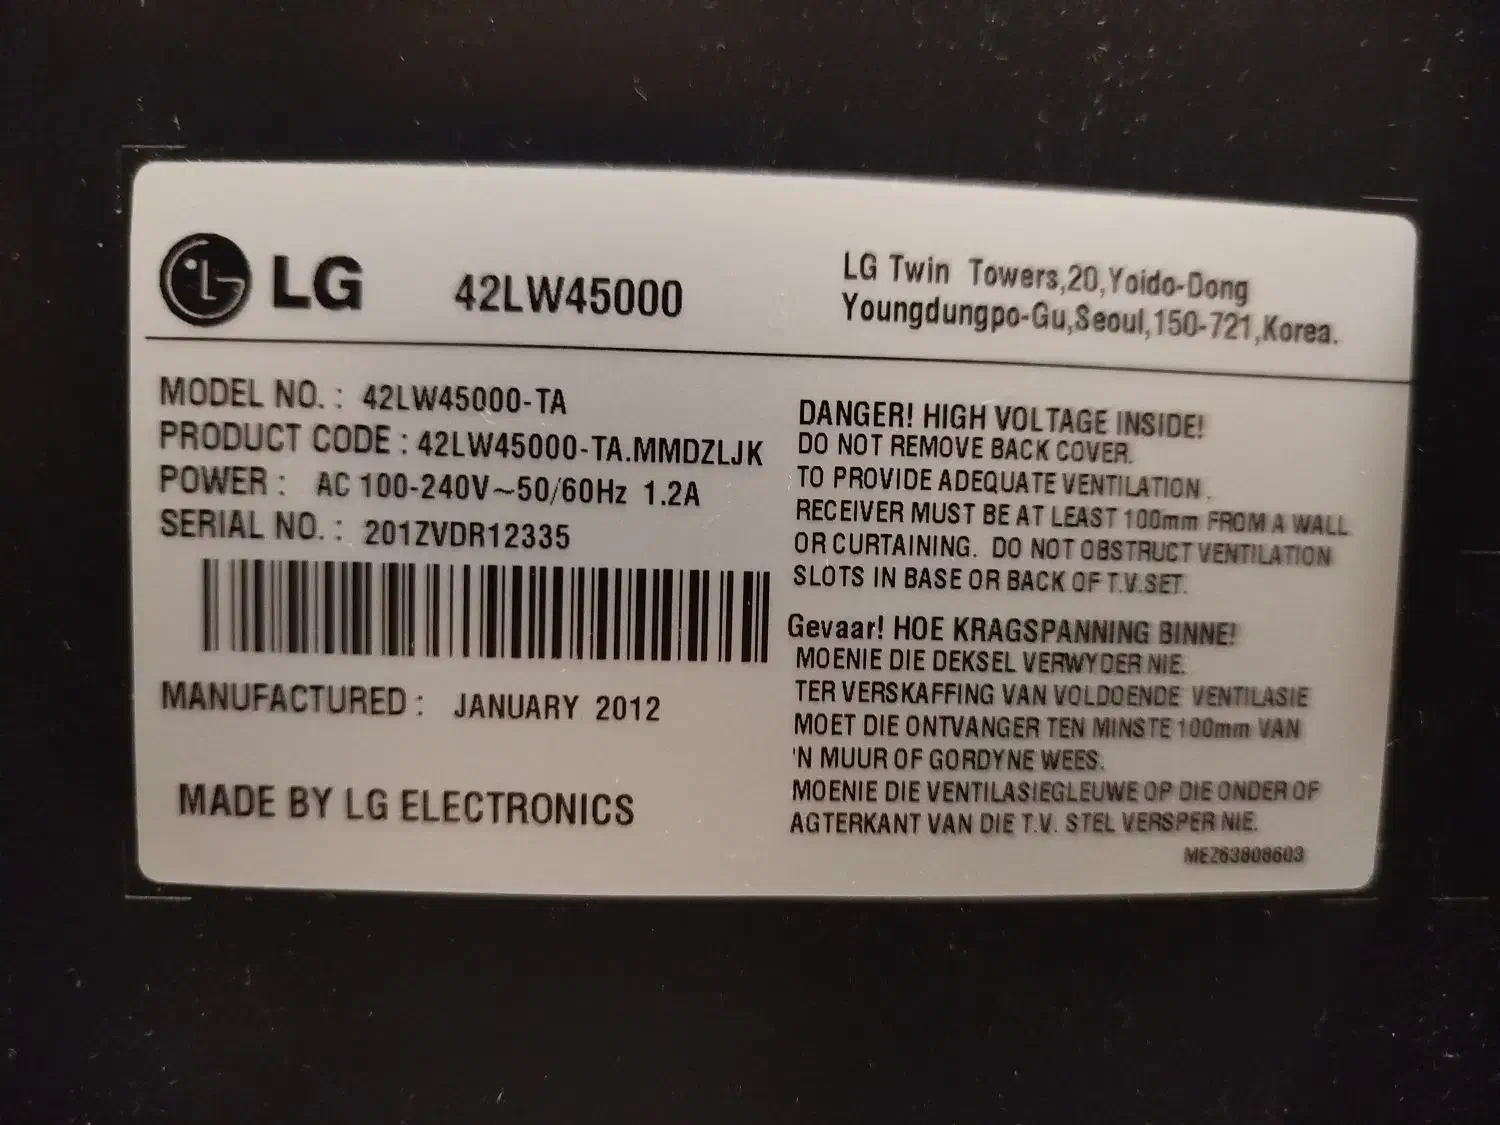 LG
42LW45000
LG Twin Towers,20,Yoido-Dong
Youngdungpo-Gu,Seoul,150-721,Korea.
MODEL NO. : 42LW45000-TA
PRODUCT CODE : 42LW45000-TA.MMDZLJK
POWER : AC 100-240V~50/60Hz 1.2A
SERIAL NO. : 201ZVDR12335
MANUFACTURED : JANUARY 2012
MADE BY LG ELECTRONICS
DANGER! HIGH VOLTAGE INSIDE!
DO NOT REMOVE BACK COVER.
TO PROVIDE ADEQUATE VENTILATION .
RECEIVER MUST BE AT LEAST 100mm FROM A WALL
OR CURTAINING. DO NOT OBSTRUCT VENTILATION
SLOTS IN BASE OR BACK OF T.V.SET.
Gevaar! HOE KRAGSPANNING BINNE!
MOENIE DIE DEKSEL VERWYDER NIE.
TER VERSKAFFING VAN VOLDOENDE VENTILASIE
MOET DIE ONTVANGER TEN MINSTE 100mm VAN
'N MUUR OF GORDYNE WEES.
MOENIE DIE VENTILASIEGLEUWE OP DIE ONDER OF
AGTERKANT VAN DIE T.V. STEL VERSPER NIE.
MEZ63808603